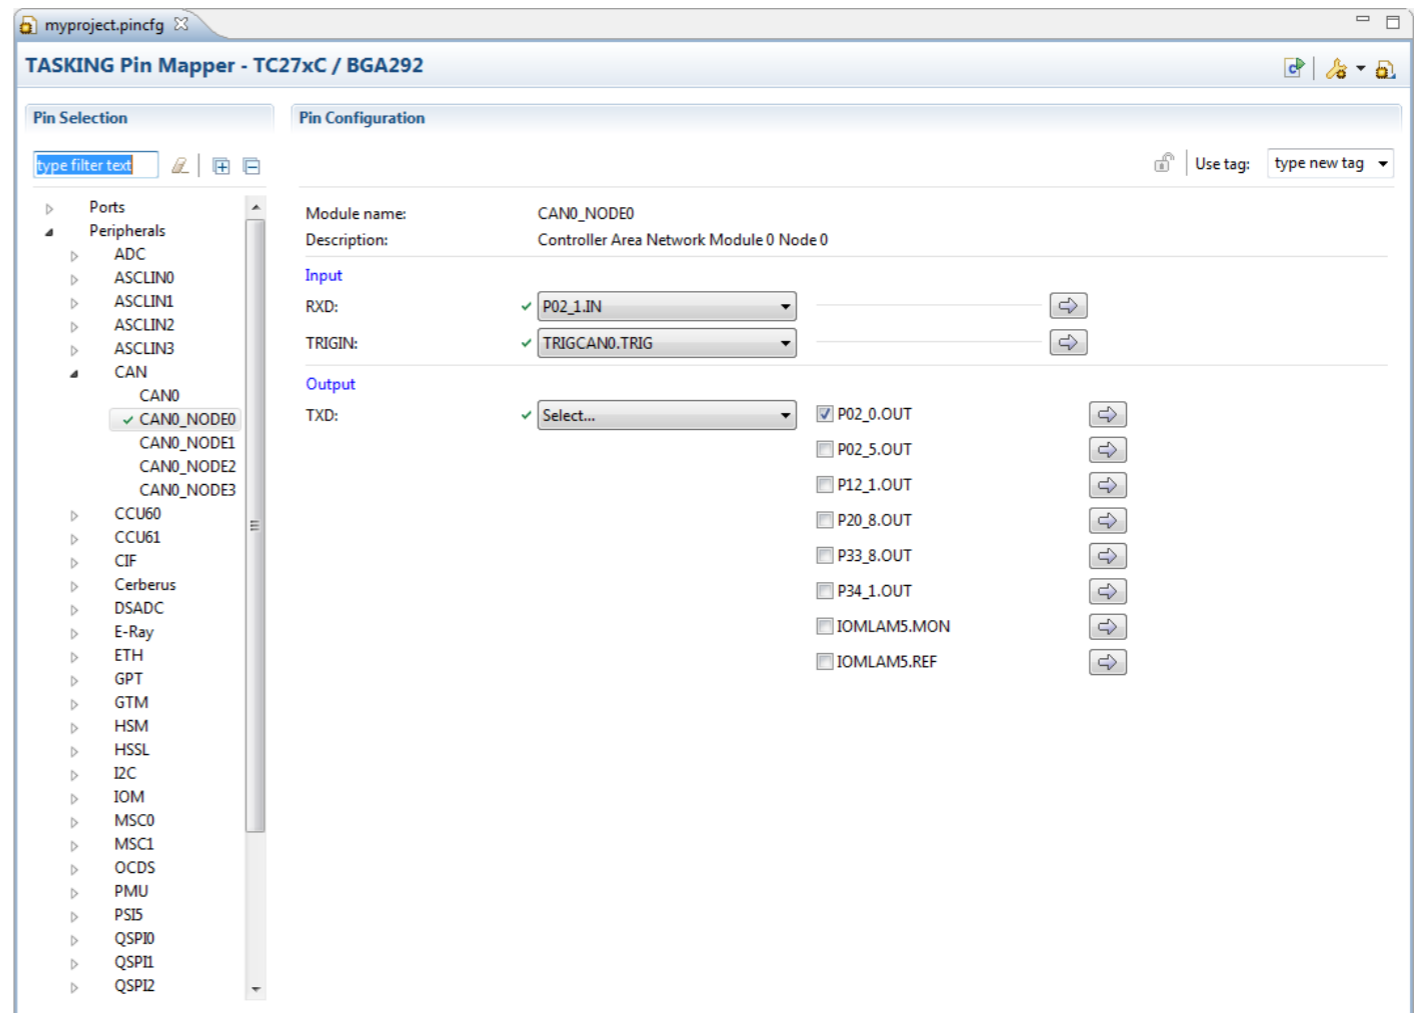 myproject.pincfg
TASKING Pin Mapper - TC27xC / BGA292
Pin Selection
Pin Configuration
type filter text
Use tag: type new tag
Ports
Peripherals
ADC
ASCLIN0
ASCLIN1
ASCLIN2
ASCLIN3
CAN
CAN0
CAN0_NODE0
CAN0_NODE1
CAN0_NODE2
CAN0_NODE3
CCU60
CCU61
CIF
Cerberus
DSADC
E-Ray
ETH
GPT
GTM
HSM
HSSL
I2C
IOM
MSC0
MSC1
OCDS
PMU
PSI5
QSPI0
QSPI1
QSPI2
Module name: CAN0_NODE0
Description: Controller Area Network Module 0 Node 0
Input
RXD: P02_1.IN
TRIGIN: TRIGCAN0.TRIG
Output
TXD: Select... P02_0.OUT
P02_5.OUT
P12_1.OUT
P20_8.OUT
P33_8.OUT
P34_1.OUT
IOMLAM5.MON
IOMLAM5.REF